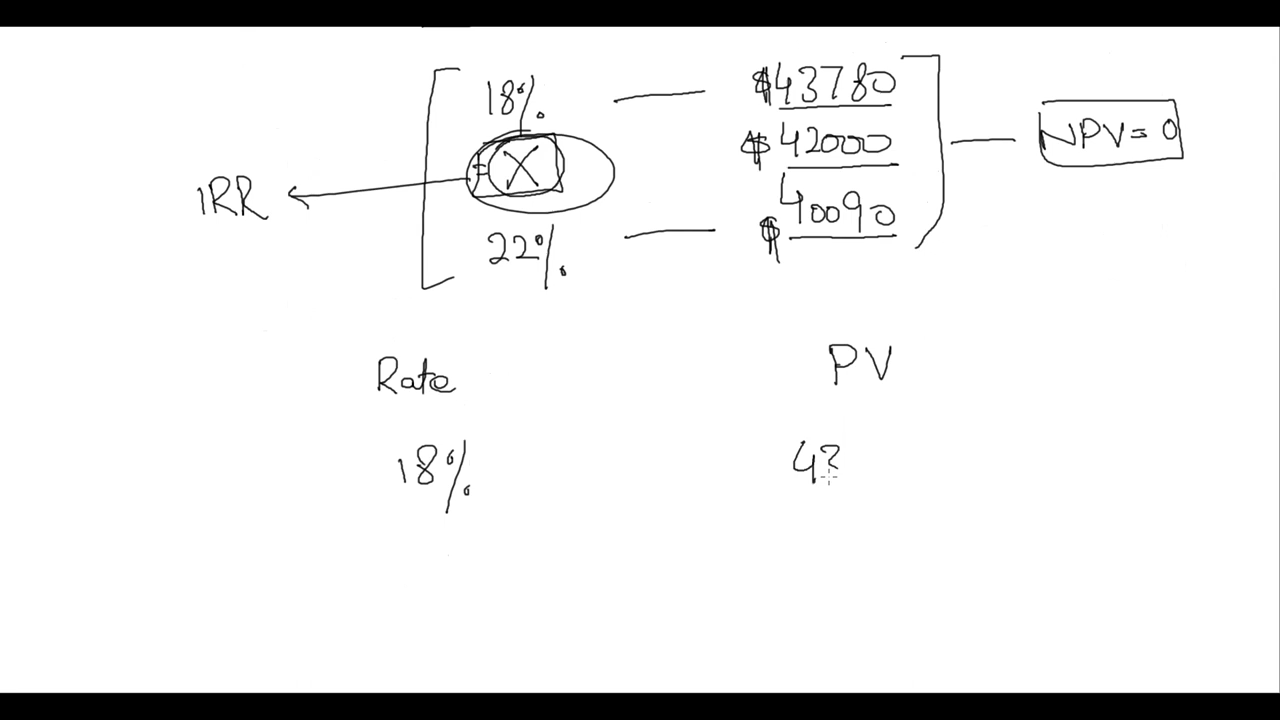 18% — $43780
X $42000 — NPV = 0
IRR
22% — $40090
Rate PV
18% 43